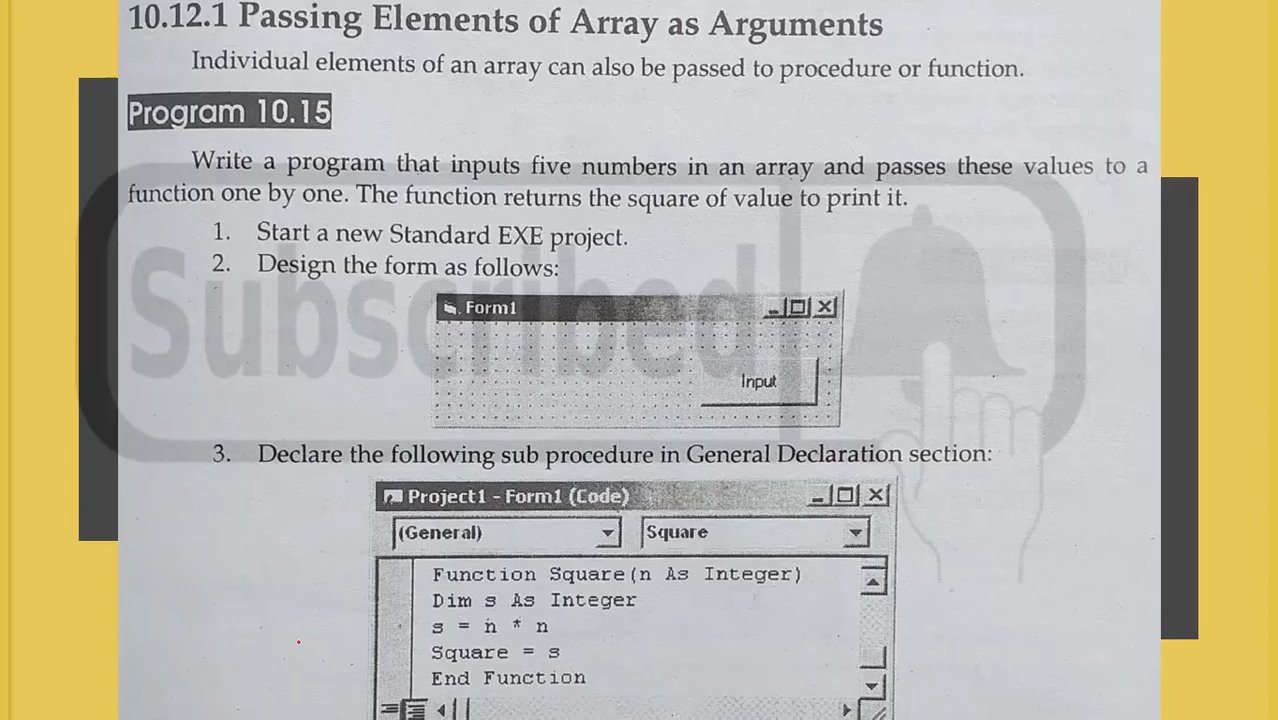 10.12.1 Passing Elements of Array as Arguments
Individual elements of an array can also be passed to procedure or function.
Program 10.15
Write a program that inputs five numbers in an array and passes these values to a
function one by one. The function returns the square of value to print it.
1. Start a new Standard EXE project.
2. Design the form as follows:
Form1
Input
Subscribed
3. Declare the following sub procedure in General Declaration section:
Project1 - Form1 (Code)
(General) Square
Function Square(n As Integer)
Dim s As Integer
s = n * n
Square = s
End Function